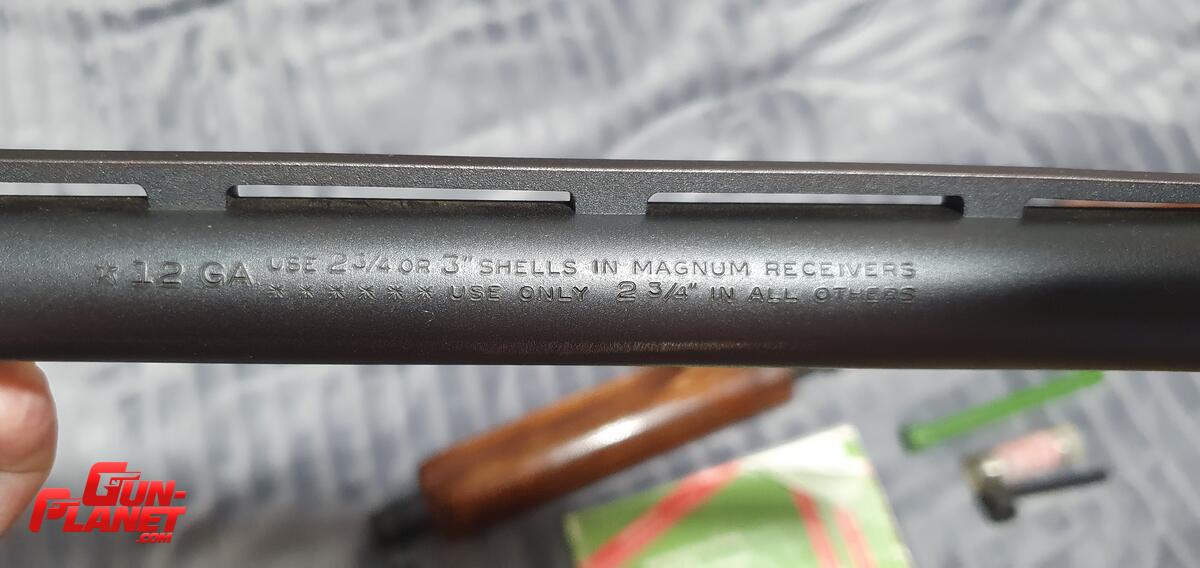 * 12 GA. USE 2 3/4 OR 3" SHELLS IN MAGNUM RECEIVERS
* * * * * * USE ONLY 2 3/4" IN ALL OTHERS
GUN-
PLANET
.COM